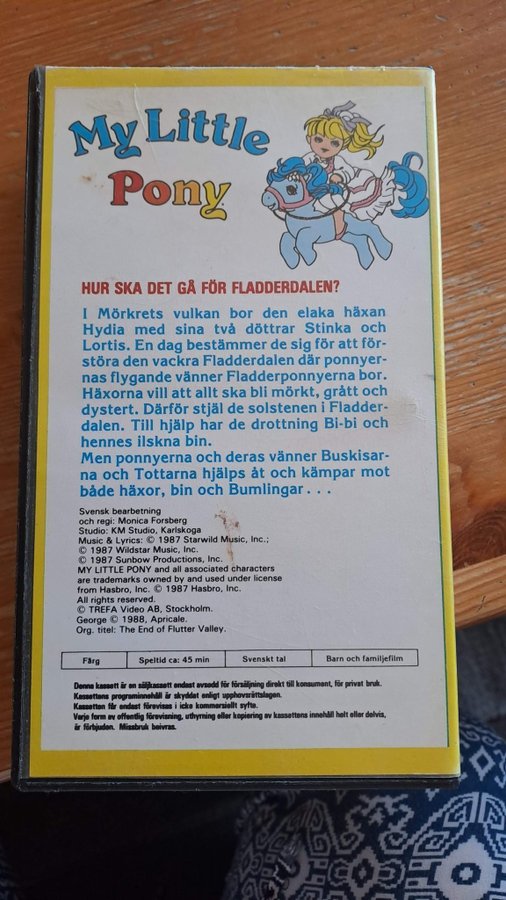 My Little
Pony
HUR SKA DET GÅ FÖR FLADDERDALEN?
I Mörkrets vulkan bor den elaka häxan
Hydia med sina två döttrar Stinka och
Lortis. En dag bestämmer de sig för att för-
störa den vackra Fladderdalen där ponnyer-
nas flygande vänner Fladderponnyerna bor.
Häxorna vill att allt ska bli mörkt, grått och
dystert. Därför stjäl de solstenen i Fladder-
dalen. Till hjälp har de drottning Bi-bi och
hennes ilskna bin.
Men ponnyerna och deras vänner Buskisar-
na och Tottarna hjälps åt och kämpar mot
både häxor, bin och Bumlingar . . .
Svensk bearbetning
och regi: Monica Forsberg
Studio: KM Studio, Karlskoga
Music & Lyrics: © 1987 Starwild Music, Inc.;
© 1987 Wildstar Music, Inc.
© 1987 Sunbow Productions, Inc.
MY LITTLE PONY and all associated characters
are trademarks owned by and used under license
from Hasbro, Inc. © 1987 Hasbro, Inc.
All rights reserved.
© TREFA Video AB, Stockholm.
George © 1988, Apricale.
Org. titel: The End of Flutter Valley.
Färg Speltid ca: 45 min Svenskt tal Barn och familjefilm
Denna kassett är en säljkassett endast avsedd för försäljning direkt till konsument, för privat bruk.
Kassettens programinnehåll är skyddat enligt upphovsrättslagen.
Kassetten får endast förevisas i icke kommersiellt syfte.
Varje form av offentlig förevisning, uthyrning eller kopiering av kassettens innehåll helt eller delvis,
är förbjuden. Missbruk beivras.